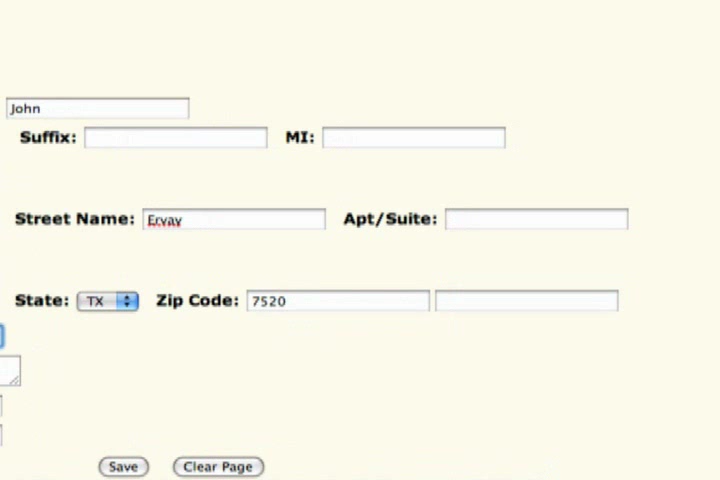 John
Suffix: MI:
Street Name: Ervay Apt/Suite:
State: TX Zip Code: 7520
Save Clear Page